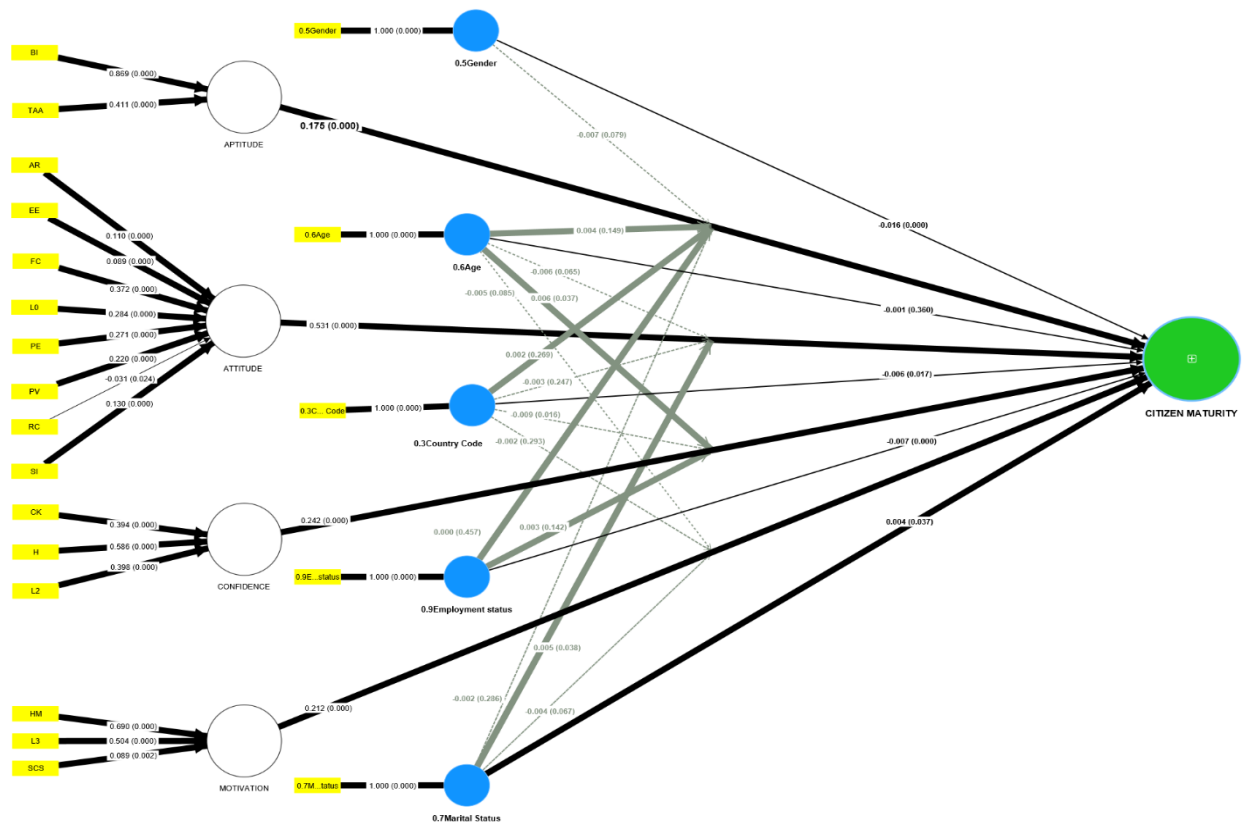 0.5Gender
1.000 (0.000)
0.5Gender
BI
0.869 (0.000)
TAA
0.411 (0.000)
APTITUDE
0.175 (0.000)
-0.007 (0.079)
AR
0.110 (0.000)
EE
0.089 (0.000)
FC
0.372 (0.000)
L0
0.284 (0.000)
PE
0.271 (0.000)
PV
0.220 (0.000)
RC
-0.031 (0.024)
SI
0.130 (0.000)
ATTITUDE
0.531 (0.000)
0.6Age
1.000 (0.000)
0.6Age
0.004 (0.149)
-0.016 (0.000)
-0.006 (0.065)
-0.005 (0.085)
0.006 (0.037)
-0.001 (0.360)
0.002 (0.269)
-0.003 (0.247)
-0.006 (0.017)
0.3C... Code
1.000 (0.000)
0.3Country Code
-0.009 (0.016)
-0.002 (0.293)
-0.007 (0.000)
CITIZEN MATURITY
CK
0.394 (0.000)
H
0.586 (0.000)
L2
0.398 (0.000)
CONFIDENCE
0.242 (0.000)
0.000 (0.457)
0.003 (0.142)
0.004 (0.037)
0.9E...status
1.000 (0.000)
0.9Employment status
0.005 (0.038)
-0.002 (0.286)
-0.004 (0.067)
HM
0.690 (0.000)
L3
0.504 (0.000)
SCS
0.089 (0.002)
MOTIVATION
0.212 (0.000)
0.7M...tatus
1.000 (0.000)
0.7Marital Status